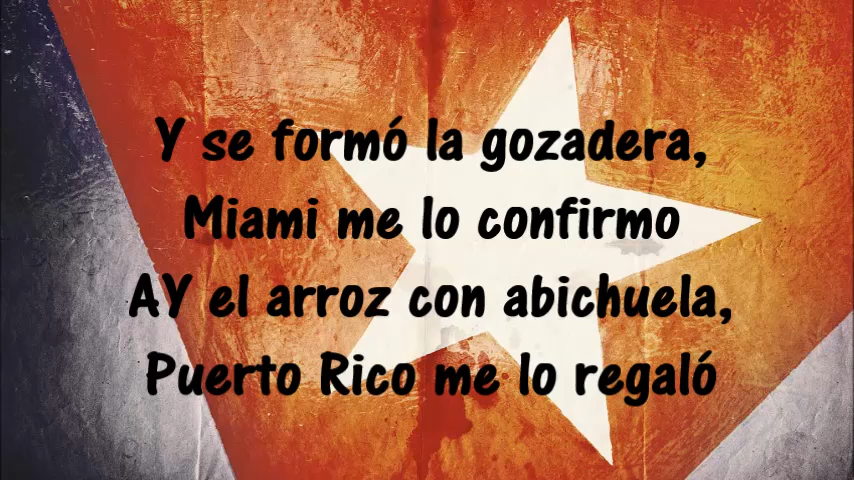 Y se formó la gozadera,
Miami me lo confirmo
AY el arroz con abichuela,
Puerto Rico me lo regaló